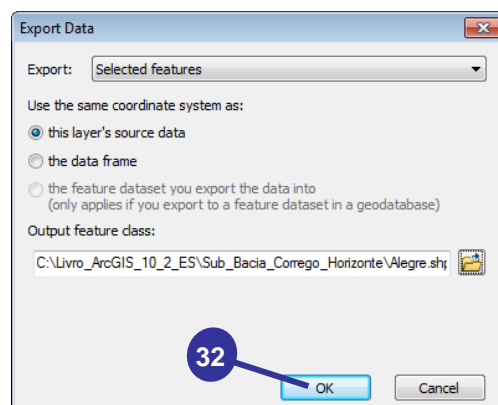 Export Data
Export: Selected features
Use the same coordinate system as:
this layer's source data
the data frame
the feature dataset you export the data into
(only applies if you export to a feature dataset in a geodatabase)
Output feature class:
C:\Livro_ArcGIS_10_2_ES\Sub_Bacia_Corrego_Horizonte\Alegre.shp
32
OK Cancel